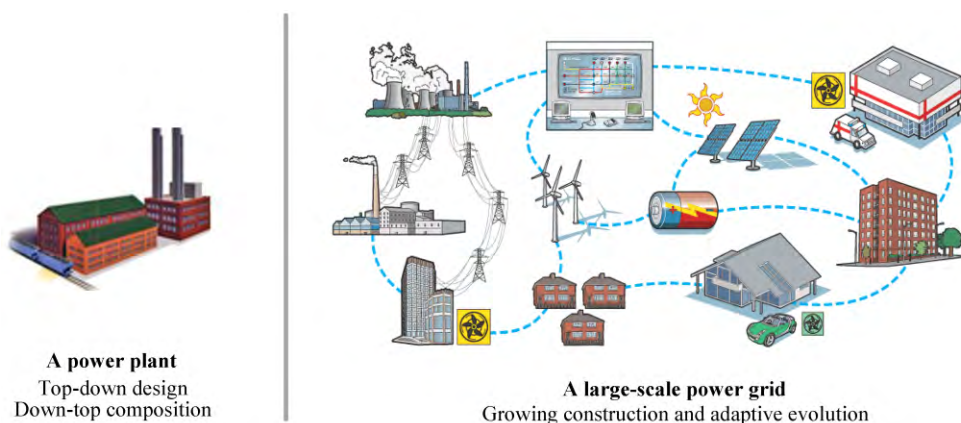 A power plant
Top-down design
Down-top composition
A large-scale power grid
Growing construction and adaptive evolution